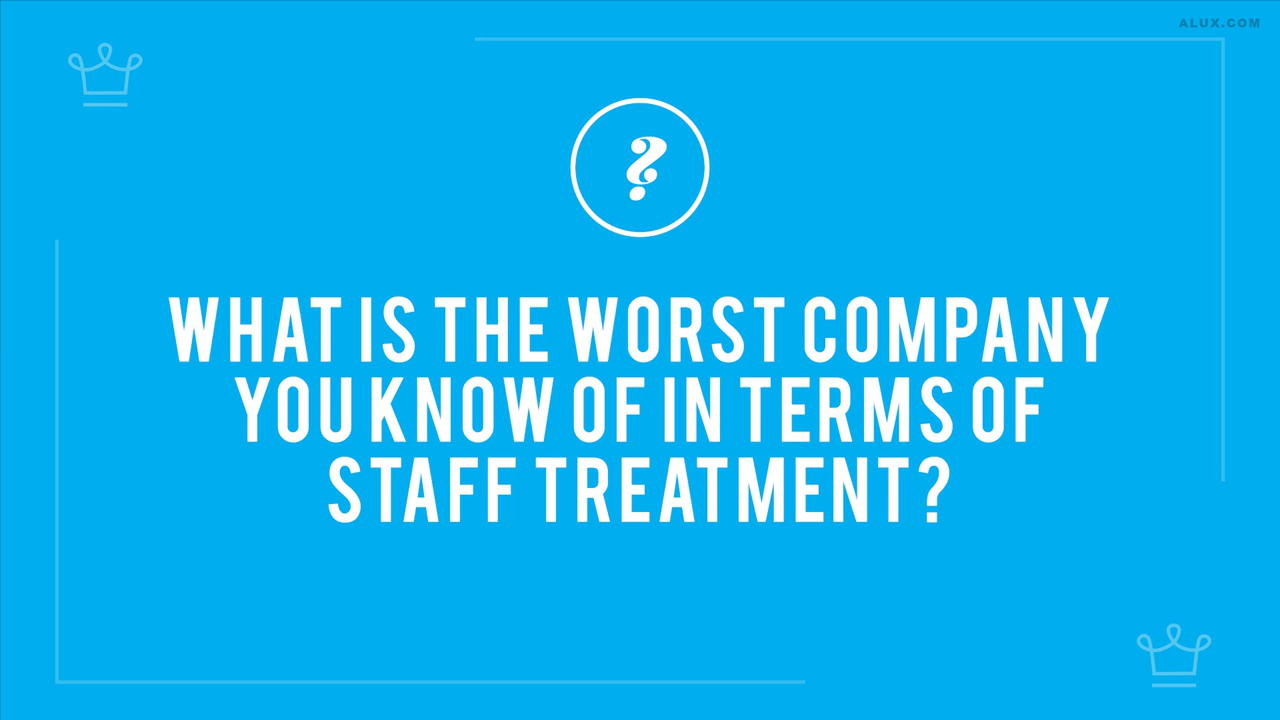 ALUX.COM
?
WHAT IS THE WORST COMPANY
YOU KNOW OF IN TERMS OF
STAFF TREATMENT?